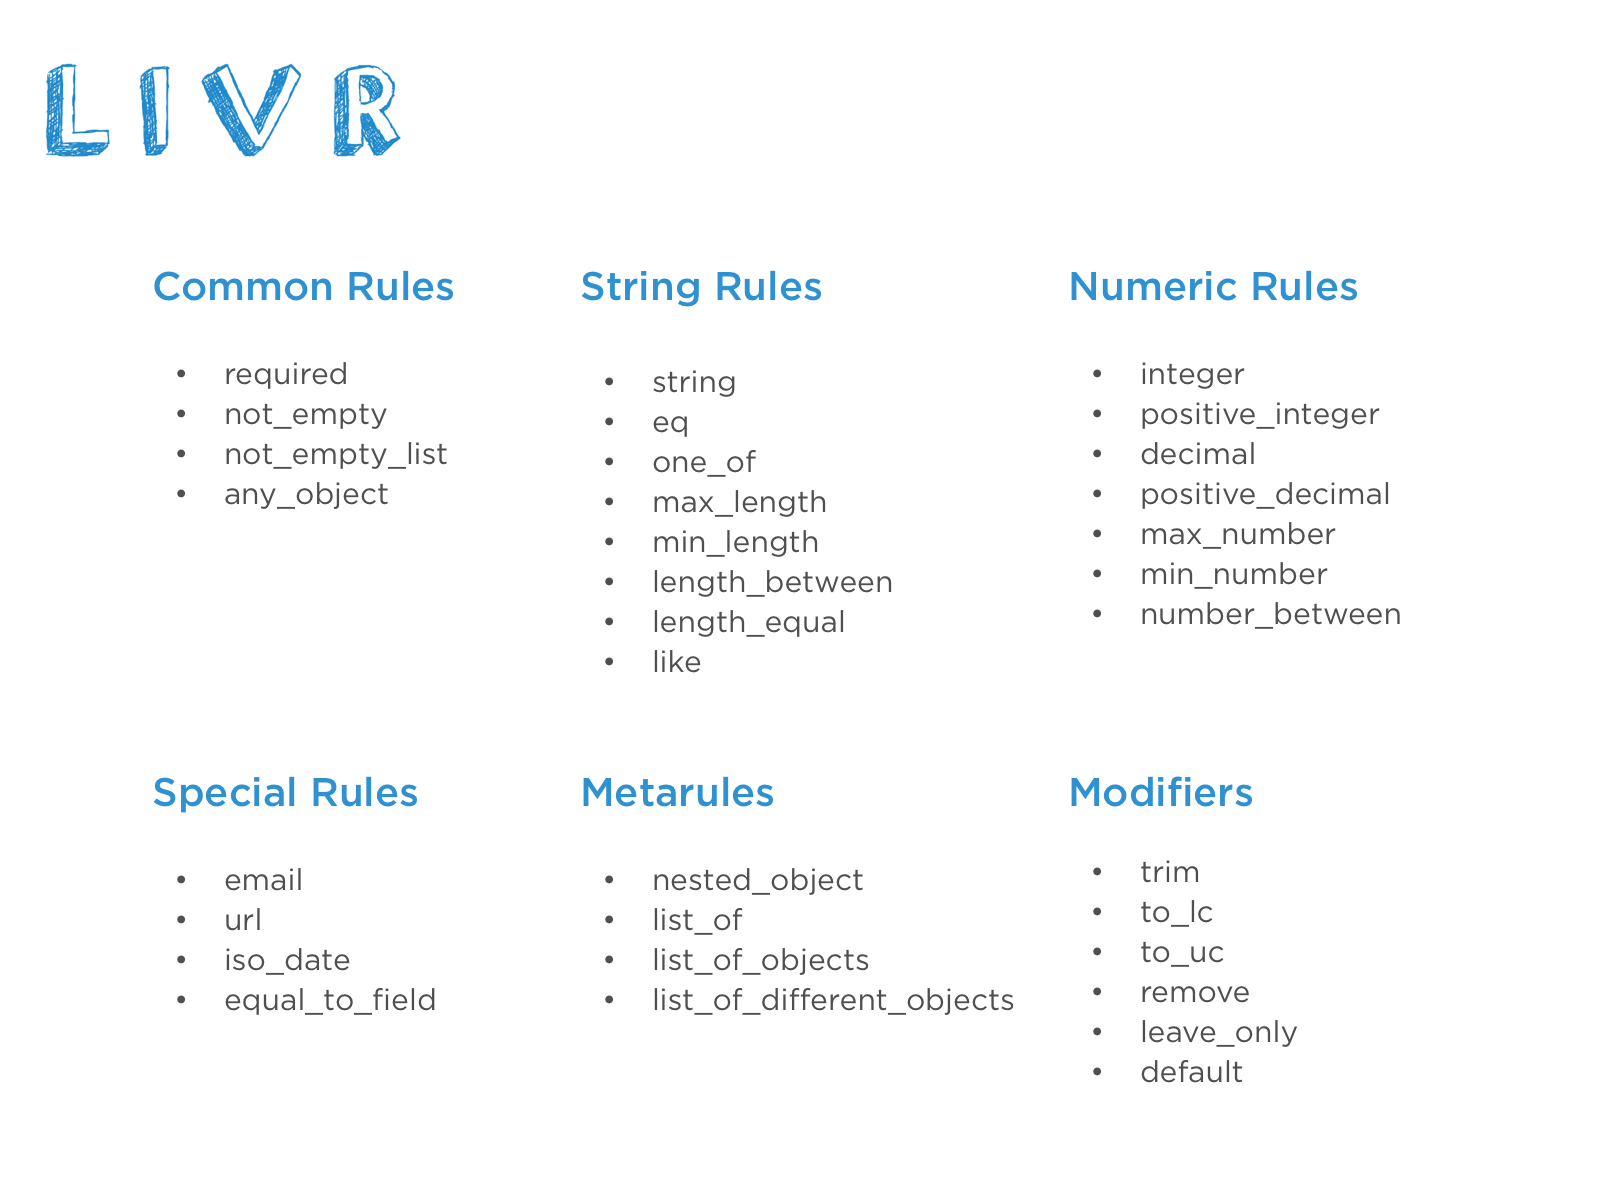 LIVR
Common Rules
• required
• not_empty
• not_empty_list
• any_object
String Rules
• string
• eq
• one_of
• max_length
• min_length
• length_between
• length_equal
• like
Numeric Rules
• integer
• positive_integer
• decimal
• positive_decimal
• max_number
• min_number
• number_between
Special Rules
• email
• url
• iso_date
• equal_to_field
Metarules
• nested_object
• list_of
• list_of_objects
• list_of_different_objects
Modifiers
• trim
• to_lc
• to_uc
• remove
• leave_only
• default